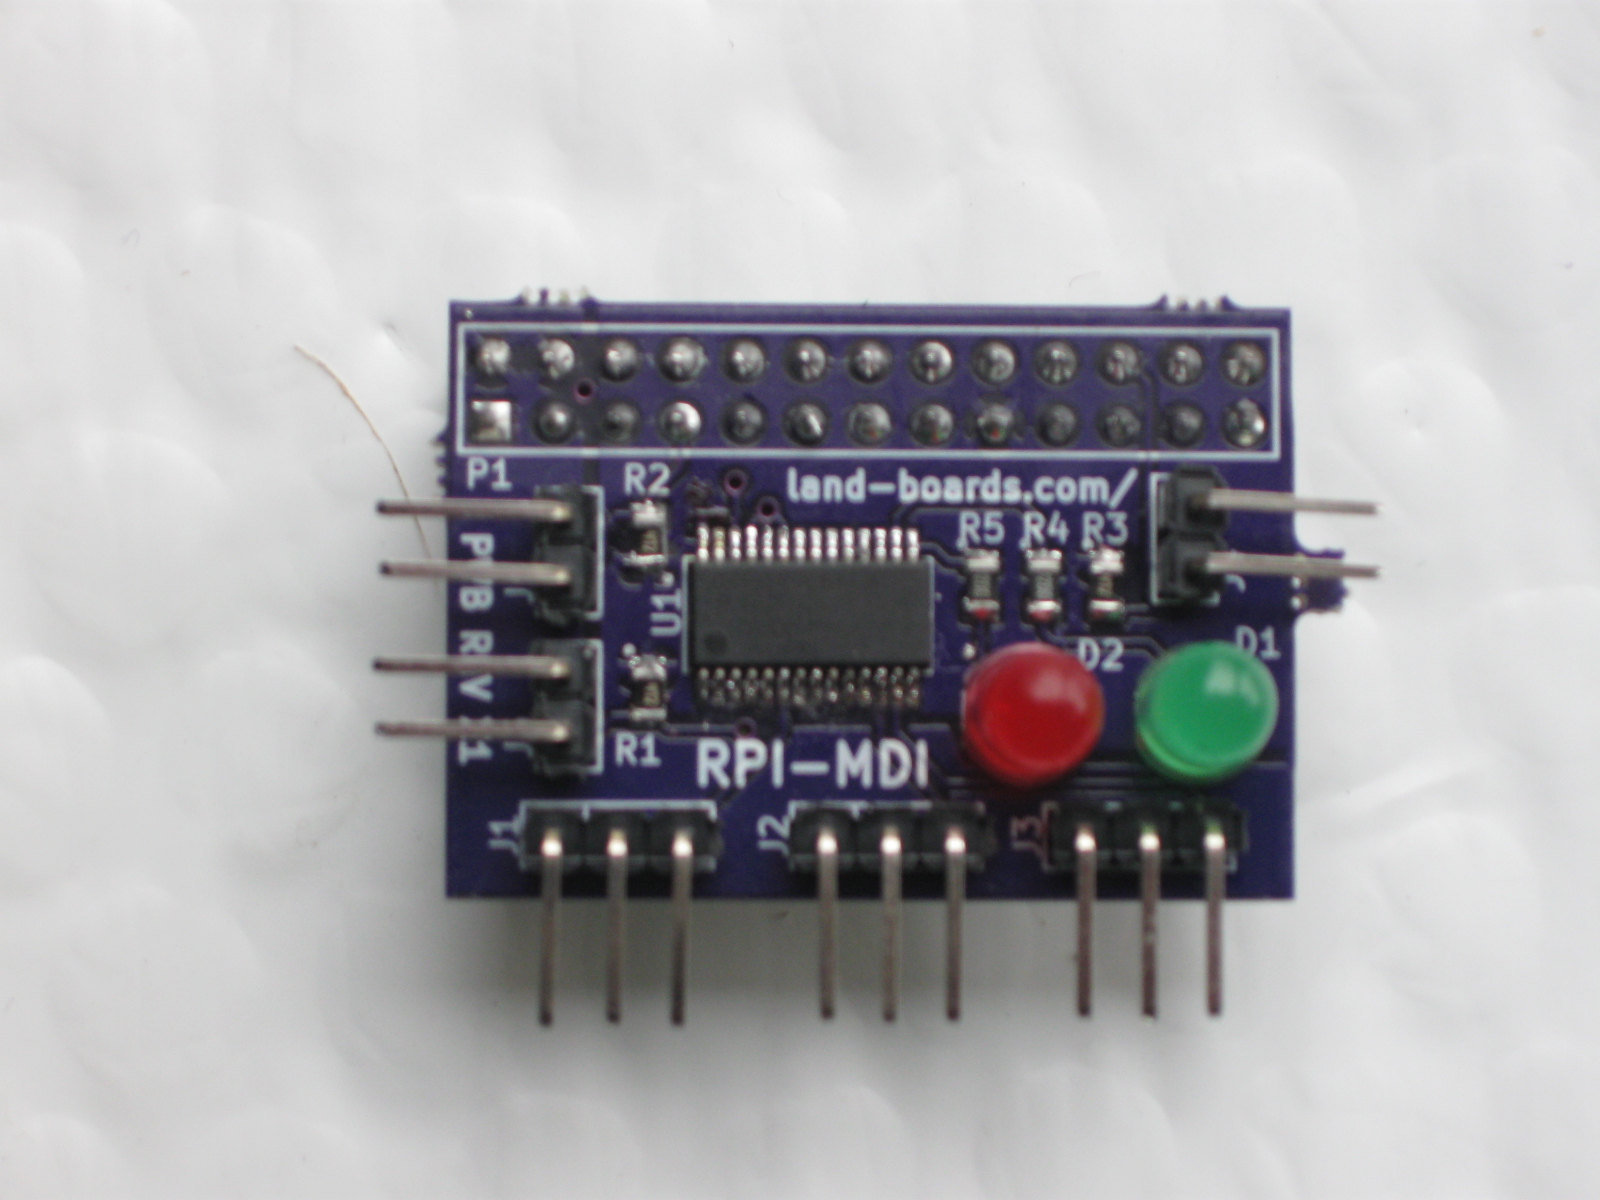 P1
R2
land-boards.com/
R5 R4 R3
U1
D2
D1
R1
RPI-MDI
J1
J2
J3